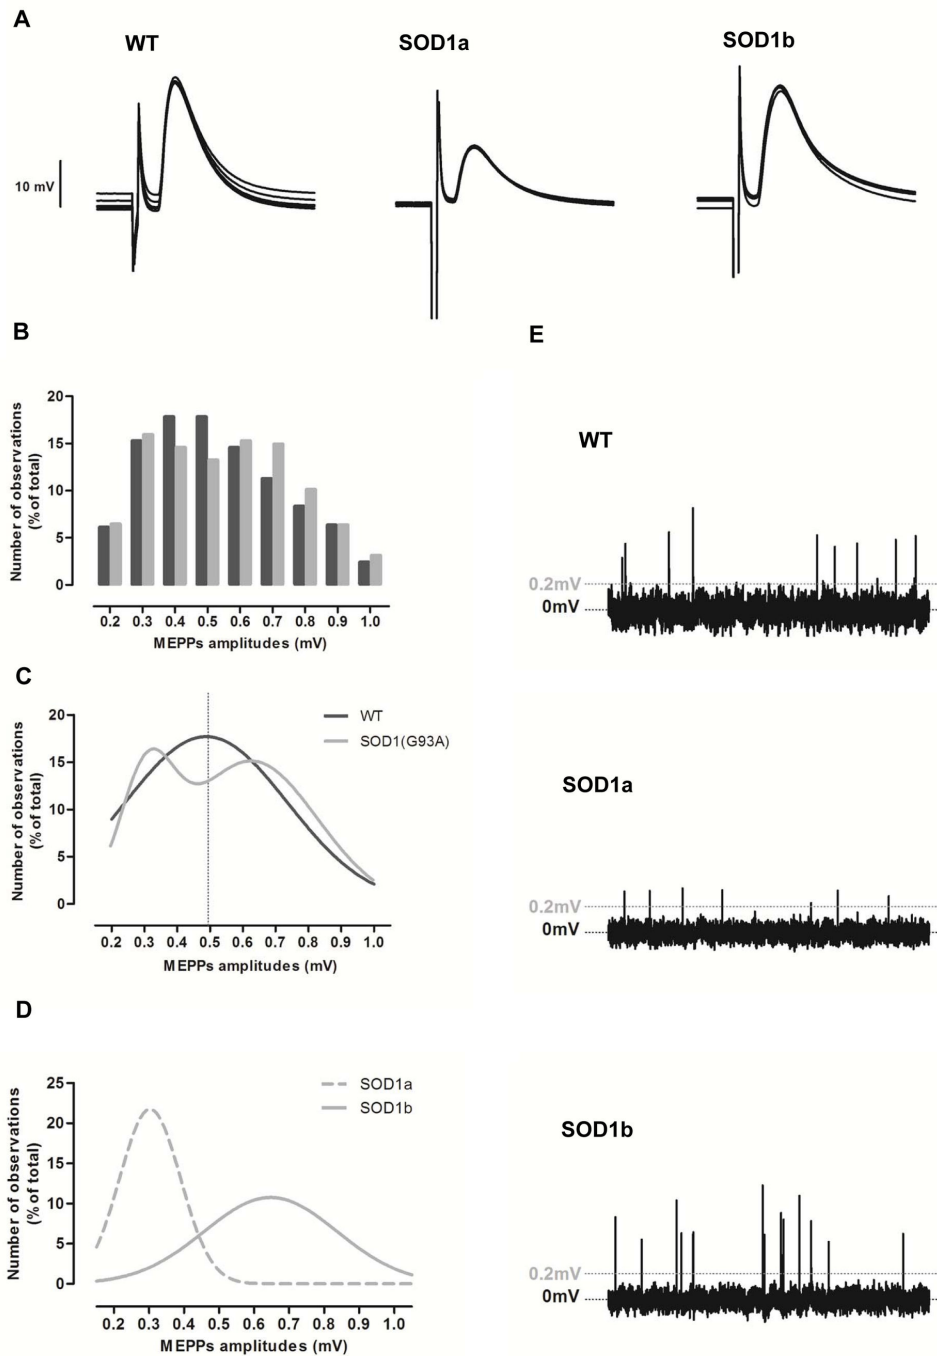 A
WT
SOD1a
SOD1b
10 mV
B
Number of observations
(% of total)
20
15
10
5
0
0.2 0.3 0.4 0.5 0.6 0.7 0.8 0.9 1.0
MEPPs amplitudes (mV)
C
Number of observations
(% of total)
20
15
10
5
0
WT
SOD1(G93A)
0.2 0.3 0.4 0.5 0.6 0.7 0.8 0.9 1.0
MEPPs amplitudes (mV)
D
Number of observations
(% of total)
25
20
15
10
5
0
SOD1a
SOD1b
0.2 0.3 0.4 0.5 0.6 0.7 0.8 0.9 1.0
MEPPs amplitudes (mV)
E
WT
0.2mV
0mV
SOD1a
0.2mV
0mV
SOD1b
0.2mV
0mV